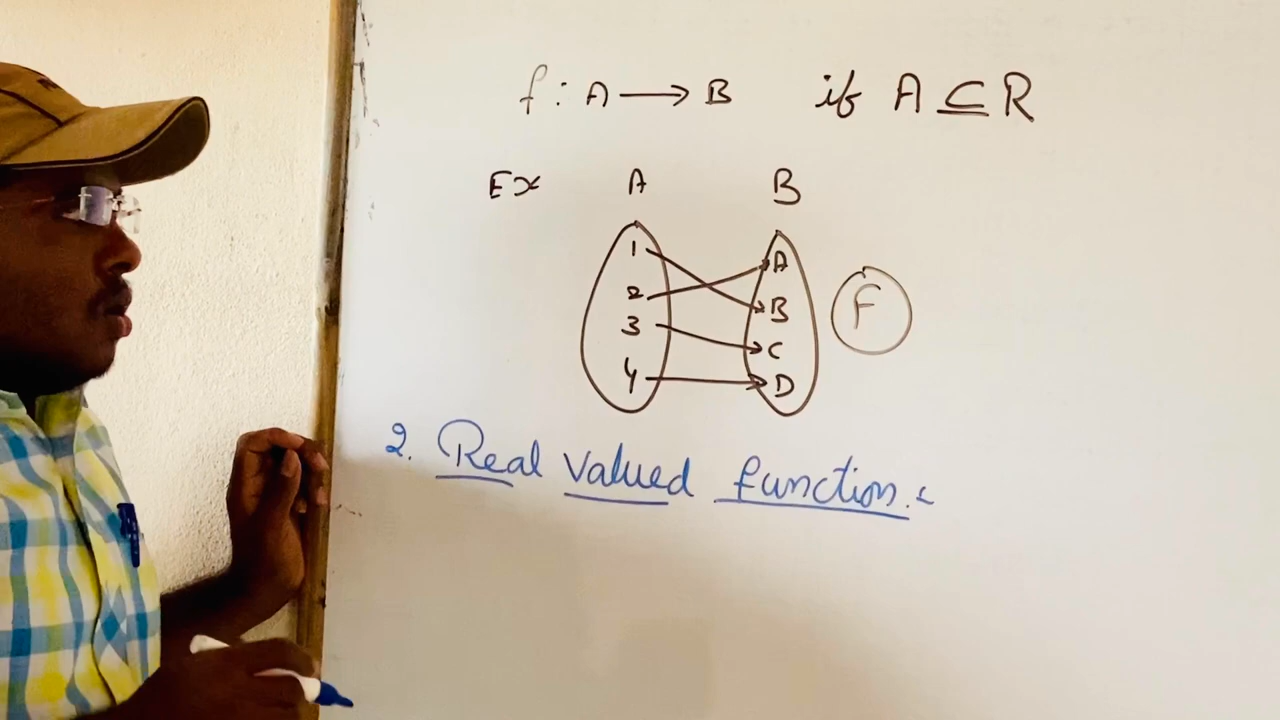 f : A ⟶ B if A ⊆ R
Ex A B
1 A
2 B
3 C
4 D
F
2. Real valued function.